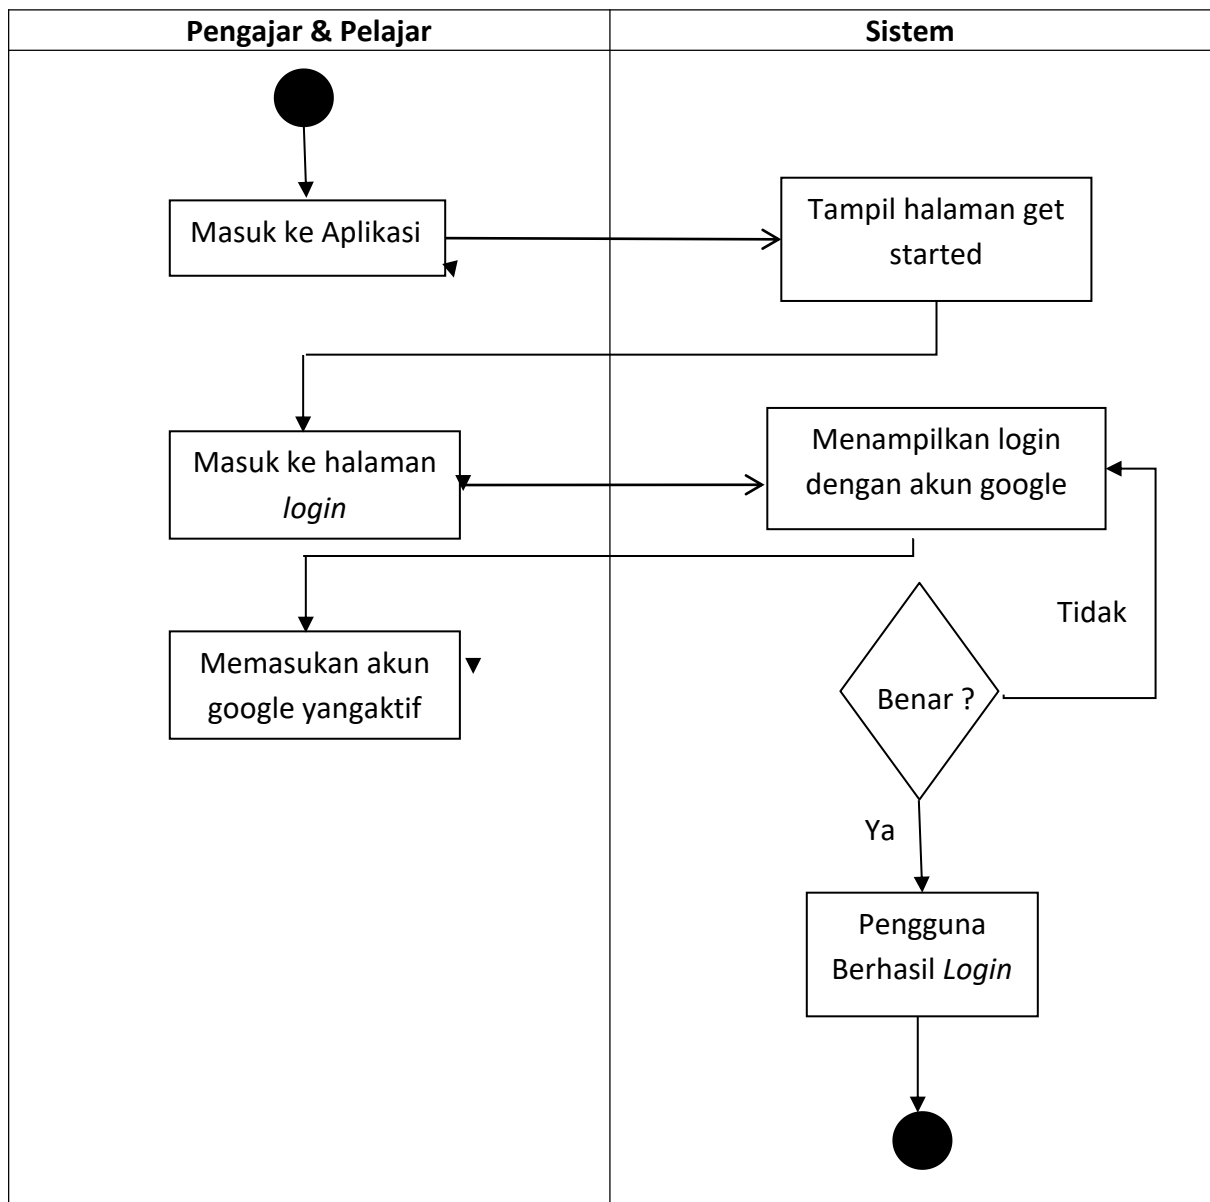 Pengajar & Pelajar
Sistem
Masuk ke Aplikasi
Tampil halaman get
started
Masuk ke halaman
login
Menampilkan login
dengan akun google
Memasukan akun
google yangaktif
Tidak
Benar ?
Ya
Pengguna
Berhasil Login